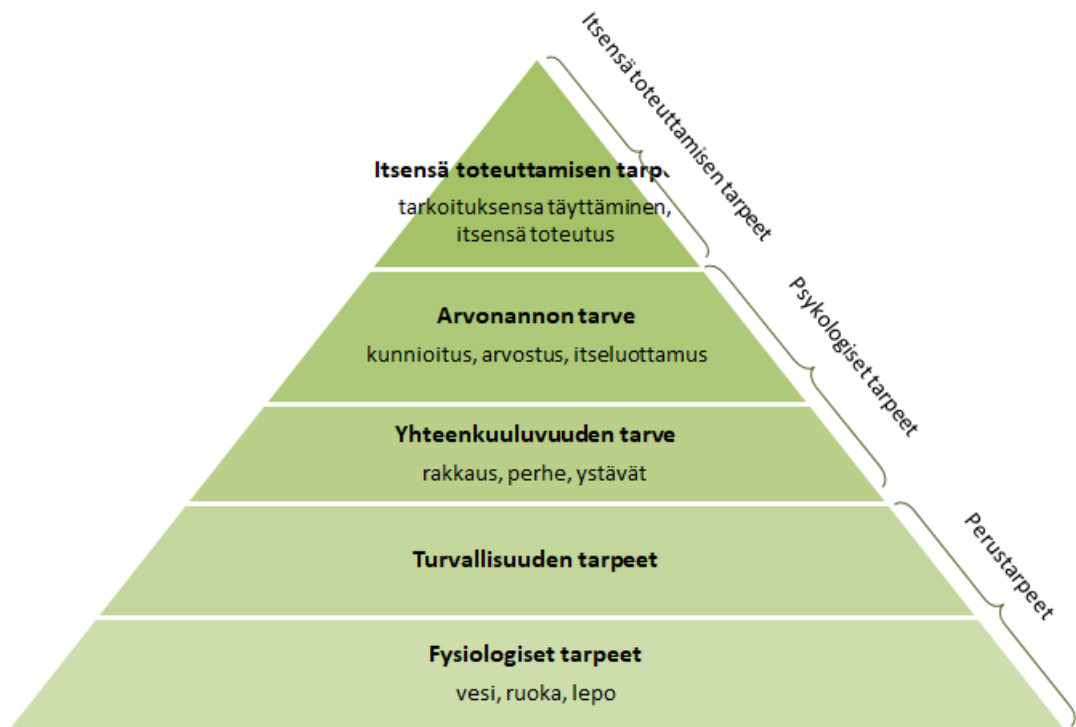 Itsensä toteuttamisen tarpeet
Itsensä toteuttamisen tarpe
tarkoituksensa täyttäminen,
itsensä toteutus
Psykologiset tarpeet
Arvonannon tarve
kunnioitus, arvostus, itseluottamus
Yhteenkuuluvuuden tarve
rakkaus, perhe, ystävät
Perustarpeet
Turvallisuuden tarpeet
Fysiologiset tarpeet
vesi, ruoka, lepo